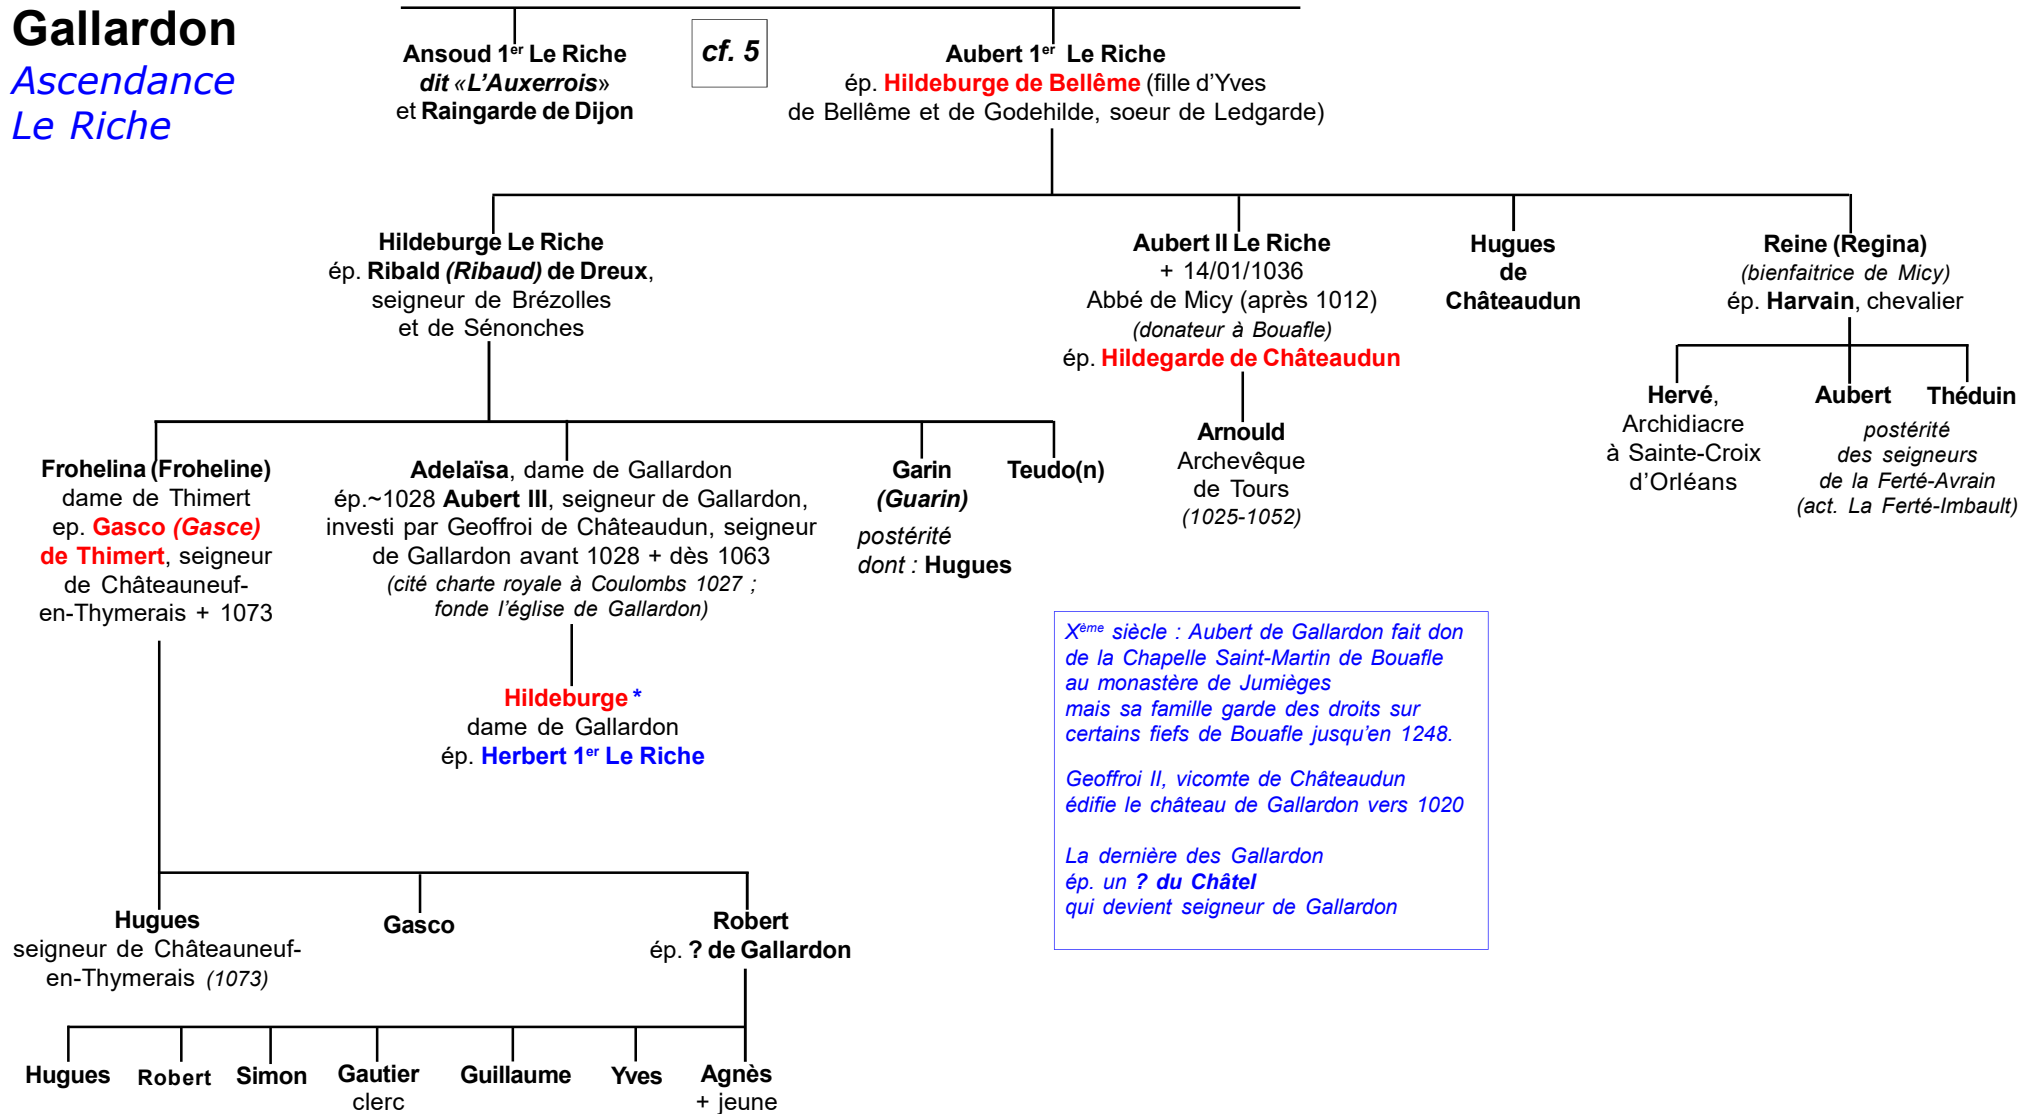 Gallardon
Ascendance
Le Riche
Ansoud 1er Le Riche
dit «L'Auxerrois»
et Raingarde de Dijon
cf. 5
Aubert 1er Le Riche
ép. Hildeburge de Bellême (fille d'Yves
de Bellême et de Godehilde, soeur de Ledgarde)
Hildeburge Le Riche
ép. Ribald (Ribaud) de Dreux,
seigneur de Brézolles
et de Sénonches
Aubert II Le Riche
+ 14/01/1036
Abbé de Micy (après 1012)
(donateur à Bouafle)
ép. Hildegarde de Châteaudun
Hugues
de
Châteaudun
Reine (Regina)
(bienfaitrice de Micy)
ép. Harvain, chevalier
Frohelina (Froheline)
dame de Thimert
ep. Gasco (Gasce)
de Thimert, seigneur
de Châteauneuf-
en-Thymerais + 1073
Adelaïsa, dame de Gallardon
ép.~1028 Aubert III, seigneur de Gallardon,
investi par Geoffroi de Châteaudun, seigneur
de Gallardon avant 1028 + dès 1063
(cité charte royale à Coulombs 1027 ;
fonde l'église de Gallardon)
Garin
(Guarin)
postérité
dont : Hugues
Teudo(n)
Arnould
Archevêque
de Tours
(1025-1052)
Hervé,
Archidiacre
à Sainte-Croix
d'Orléans
Aubert
Théduin
postérité
des seigneurs
de la Ferté-Avrain
(act. La Ferté-Imbault)
Hildeburge *
dame de Gallardon
ép. Herbert 1er Le Riche
Xème siècle : Aubert de Gallardon fait don
de la Chapelle Saint-Martin de Bouafle
au monastère de Jumièges
mais sa famille garde des droits sur
certains fiefs de Bouafle jusqu'en 1248.
Geoffroi II, vicomte de Châteaudun
édifie le château de Gallardon vers 1020
La dernière des Gallardon
ép. un ? du Châtel
qui devient seigneur de Gallardon
Hugues
seigneur de Châteauneuf-
en-Thymerais (1073)
Gasco
Robert
ép. ? de Gallardon
Hugues
Robert
Simon
Gautier
clerc
Guillaume
Yves
Agnès
+ jeune